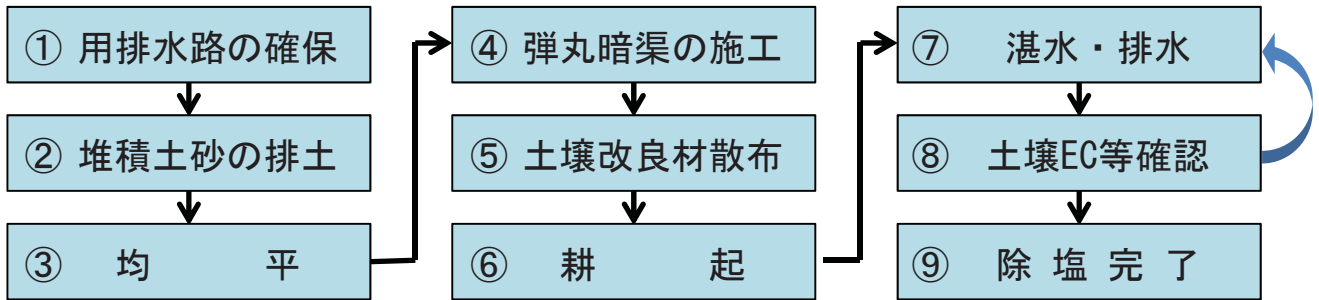 ① 用排水路の確保
② 堆積土砂の排土
③ 均 平
④ 弾丸暗渠の施工
⑤ 土壌改良材散布
⑥ 耕 起
⑦ 湛水・排水
⑧ 土壌EC等確認
⑨ 除塩完了